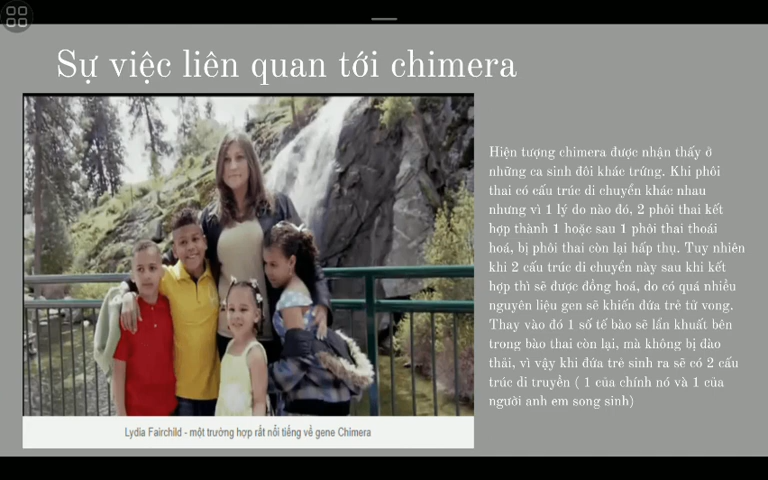 Sự việc liên quan tới chimera
Hiện tượng chimera được nhận thấy ở
những ca sinh đôi khác trứng. Khi phôi
thai có cấu trúc di chuyển khác nhau
nhưng vì 1 lý do nào đó, 2 phôi thai kết
hợp thành 1 hoặc sau 1 phôi thai thoái
hoá, bị phôi thai còn lại hấp thụ. Tuy nhiên
khi 2 cấu trúc di chuyển này sau khi kết
hợp thì sẽ được đồng hoá, do có quá nhiều
nguyên liệu gen sẽ khiến đứa trẻ tử vong.
Thay vào đó 1 số tế bào sẽ lẩn khuất bên
trong bào thai còn lại, mà không bị đào
thải, vì vậy khi đứa trẻ sinh ra sẽ có 2 cấu
trúc di truyền ( 1 của chính nó và 1 của
người anh em song sinh)
Lydia Fairchild - một trường hợp rất nổi tiếng về gene Chimera